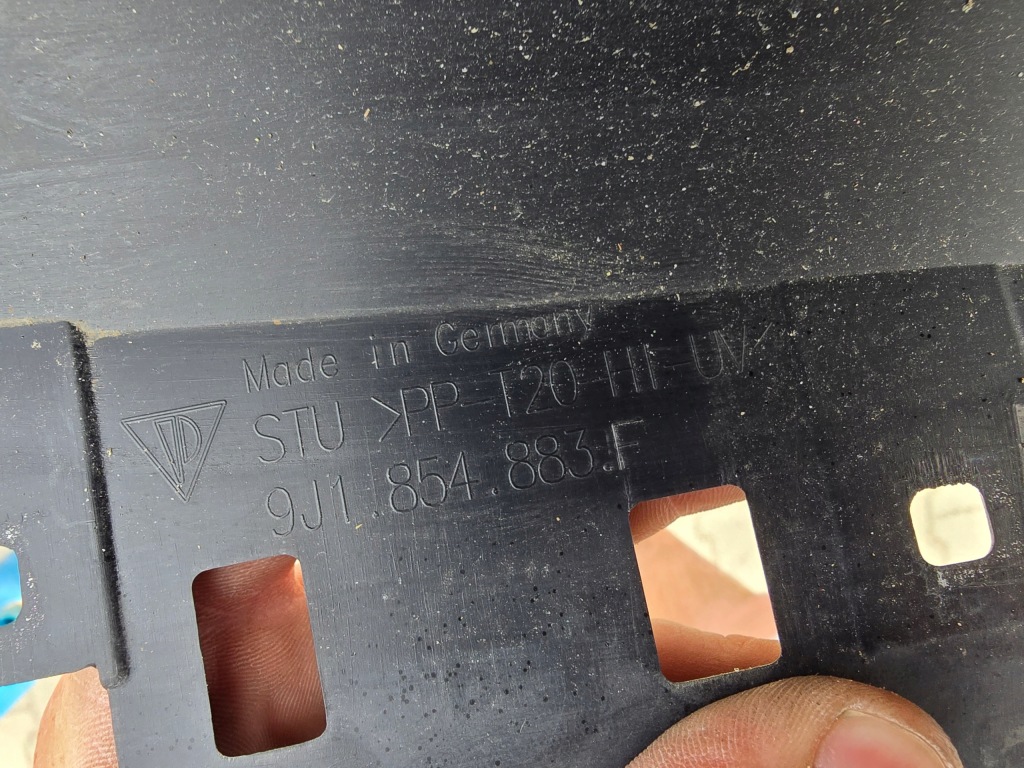 Made in Germany
STU >PP-T20 HI UV<
9J1.854.883.F